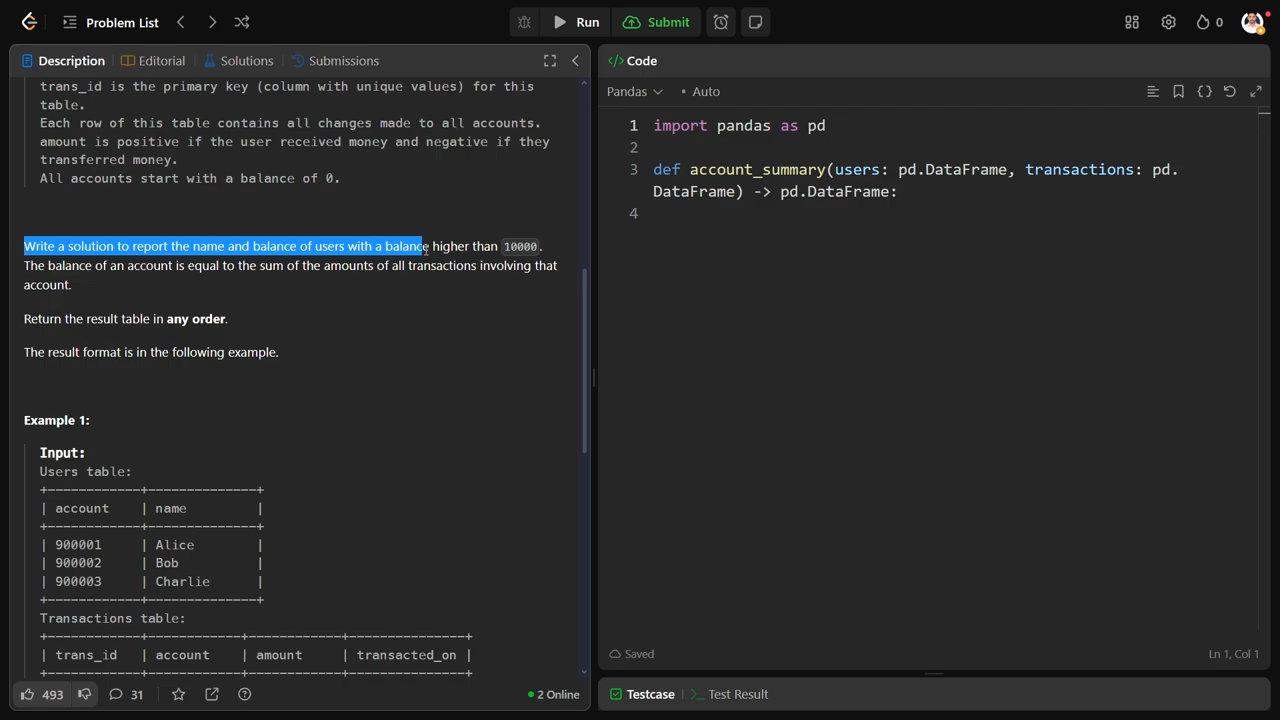 Problem List
Run
Submit
0
Description
Editorial
Solutions
Submissions
trans_id is the primary key (column with unique values) for this
table.
Each row of this table contains all changes made to all accounts.
amount is positive if the user received money and negative if they
transferred money.
All accounts start with a balance of 0.
Write a solution to report the name and balance of users with a balance higher than 10000.
The balance of an account is equal to the sum of the amounts of all transactions involving that
account.
Return the result table in any order.
The result format is in the following example.
Example 1:
Input:
Users table:
+------------+--------------+
| account    | name         |
+------------+--------------+
| 900001     | Alice        |
| 900002     | Bob          |
| 900003     | Charlie      |
+------------+--------------+
Transactions table:
+------------+------------+------------+---------------+
| trans_id   | account    | amount     | transacted_on |
+------------+------------+------------+---------------+
493
31
2 Online
</> Code
Pandas
• Auto
1 import pandas as pd
2
3 def account_summary(users: pd.DataFrame, transactions: pd.
DataFrame) -> pd.DataFrame:
4
Saved
Ln 1, Col 1
Testcase
>_ Test Result